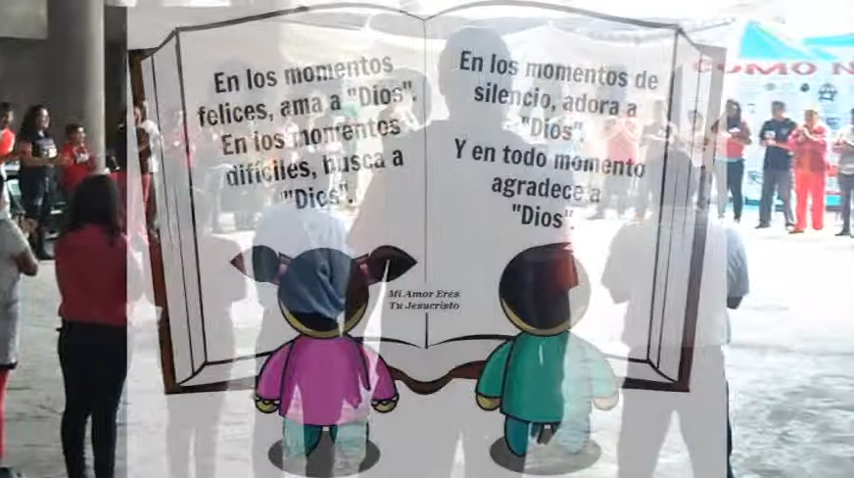 En los momentos
felices, ama a "Dios".
En los momentos
difíciles, busca a
"Dios".
En los momentos de
silencio, adora a
"Dios".
Y en todo momento
agradece a
"Dios".
Mi Amor Eres
Tu Jesucristo
COMO N